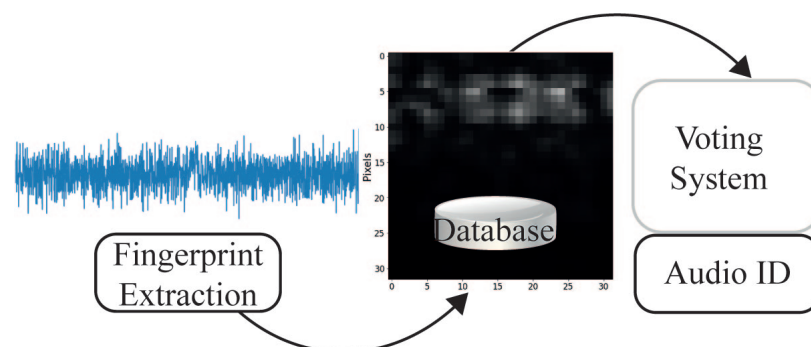 Fingerprint
Extraction
Pixels
0
5
10
15
20
25
30
Database
0 5 10 15 20 25 30
Voting
System
Audio ID